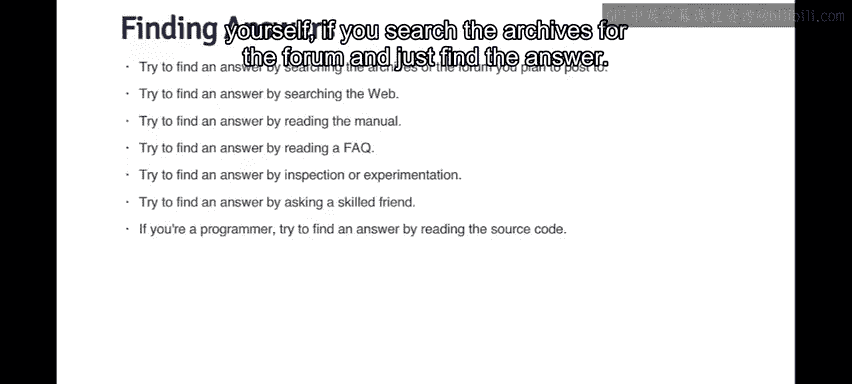 Finding
yourself, if you search the archives for
the forum and just find the answer.
· Try to find an answer by searching the archives of the forum you plan to post to.
· Try to find an answer by searching the Web.
· Try to find an answer by reading the manual.
· Try to find an answer by reading a FAQ.
· Try to find an answer by inspection or experimentation.
· Try to find an answer by asking a skilled friend.
· If you're a programmer, try to find an answer by reading the source code.